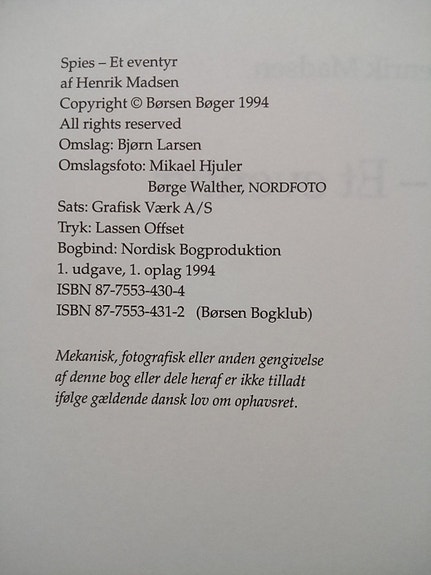 Spies – Et eventyr
af Henrik Madsen
Copyright © Børsen Bøger 1994
All rights reserved
Omslag: Bjørn Larsen
Omslagsfoto: Mikael Hjuler
Børge Walther, NORDFOTO
Sats: Grafisk Værk A/S
Tryk: Lassen Offset
Bogbind: Nordisk Bogproduktion
1. udgave, 1. oplag 1994
ISBN 87-7553-430-4
ISBN 87-7553-431-2 (Børsen Bogklub)
Mekanisk, fotografisk eller anden gengivelse
af denne bog eller dele heraf er ikke tilladt
ifølge gældende dansk lov om ophavsret.